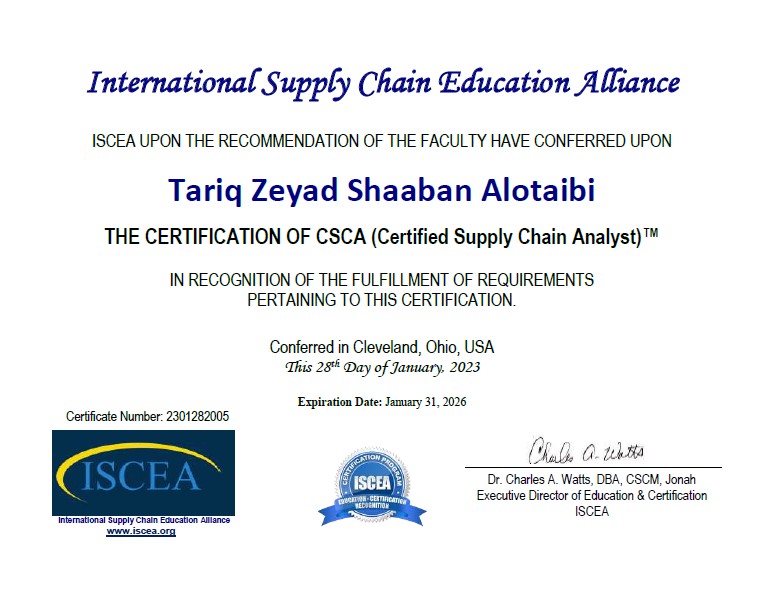 International Supply Chain Education Alliance
ISCEA UPON THE RECOMMENDATION OF THE FACULTY HAVE CONFERRED UPON
Tariq Zeyad Shaaban Alotaibi
THE CERTIFICATION OF CSCA (Certified Supply Chain Analyst)™
IN RECOGNITION OF THE FULFILLMENT OF REQUIREMENTS
PERTAINING TO THIS CERTIFICATION.
Conferred in Cleveland, Ohio, USA
This 28th Day of January, 2023
Expiration Date: January 31, 2026
Certificate Number: 2301282005
ISCEA
International Supply Chain Education Alliance
www.iscea.org
CERTIFICATION PROGRAM
ISCEA
EDUCATION - CERTIFICATION
RECOGNITION
Charles A. Watts
Dr. Charles A. Watts, DBA, CSCM, Jonah
Executive Director of Education & Certification
ISCEA